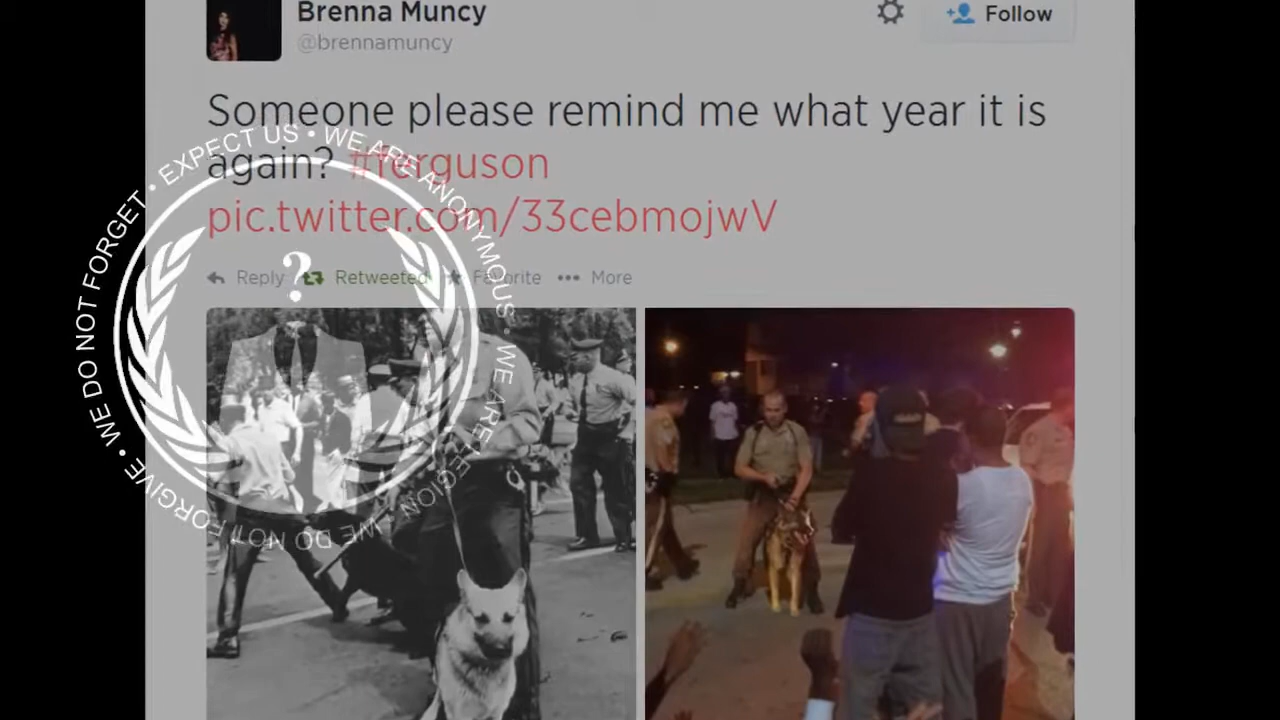 Brenna Muncy
@brennamuncy
Follow
Someone please remind me what year it is
again? #ferguson
pic.twitter.com/33cebmojwV
Reply Retweeted Favorite More
?
WE ARE ANONYMOUS • WE ARE LEGION • WE DO NOT FORGIVE • WE DO NOT FORGET • EXPECT US •